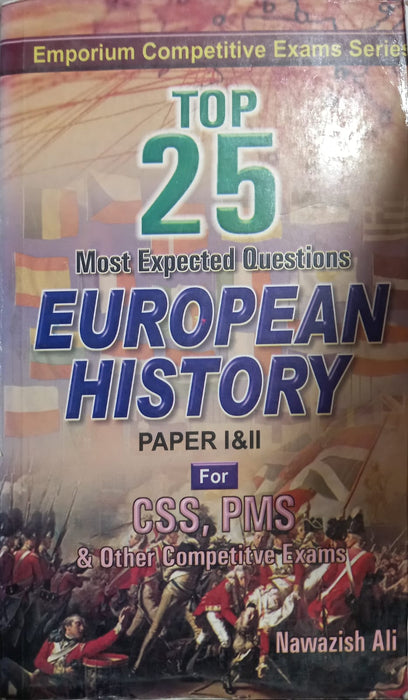 Emporium Competitive Exams Series
TOP
25
Most Expected Questions
EUROPEAN
HISTORY
PAPER I&II
For
CSS, PMS
& Other Competitve Exams
Nawazish Ali